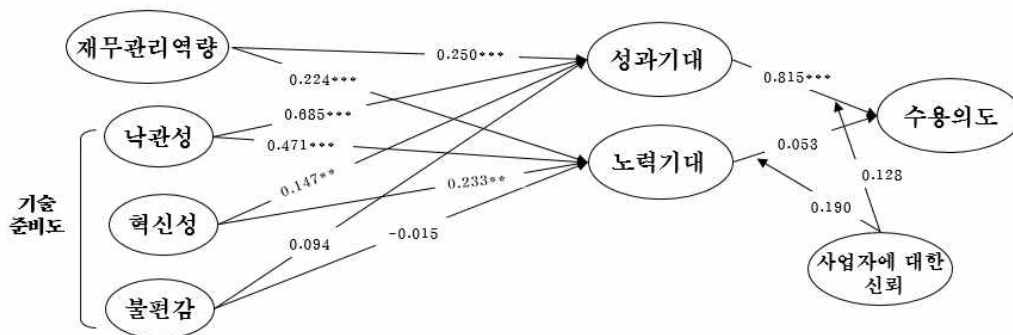 재무관리역량
0.250***
성과기대
0.815***
0.224***
0.685***
낙관성
수용의도
0.471***
노력기대
0.053
0.147**
0.233**
0.128
기술
준비도
혁신성
0.190
0.094
-0.015
사업자에 대한
신뢰
불편감